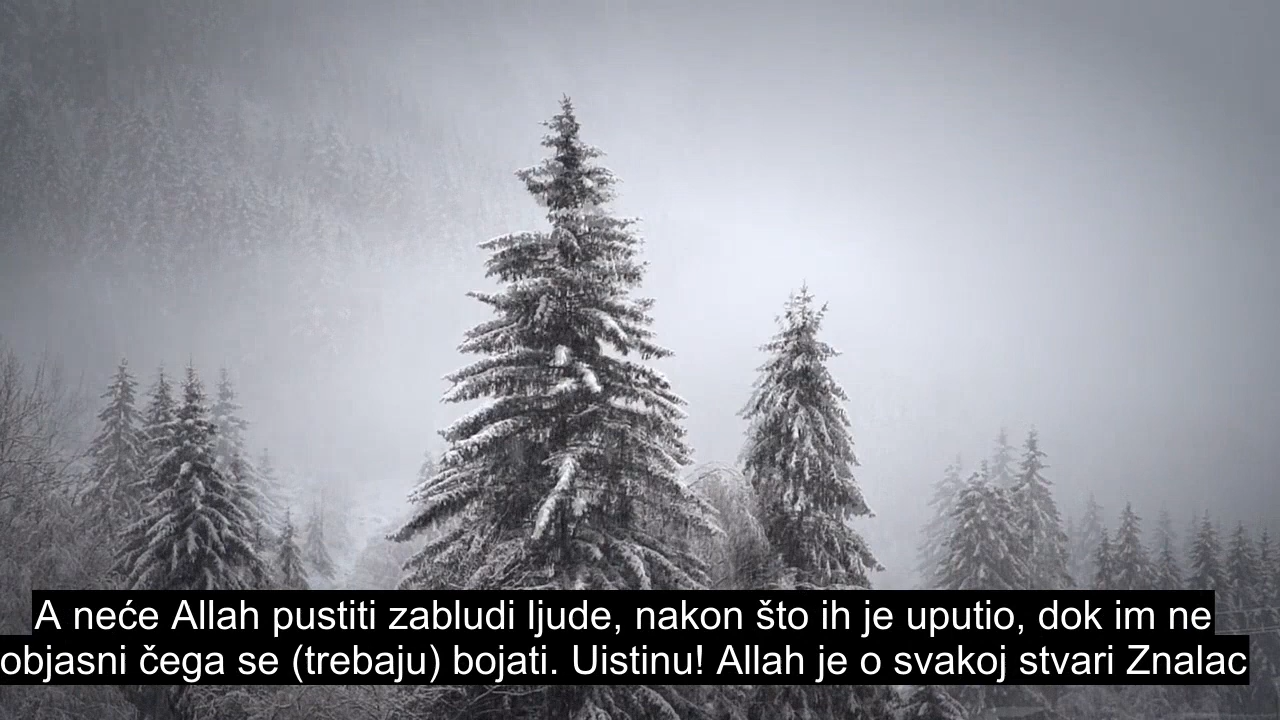 A neće Allah pustiti zabludi ljude, nakon što ih je uputio, dok im ne
objasni čega se (trebaju) bojati. Uistinu! Allah je o svakoj stvari Znalac